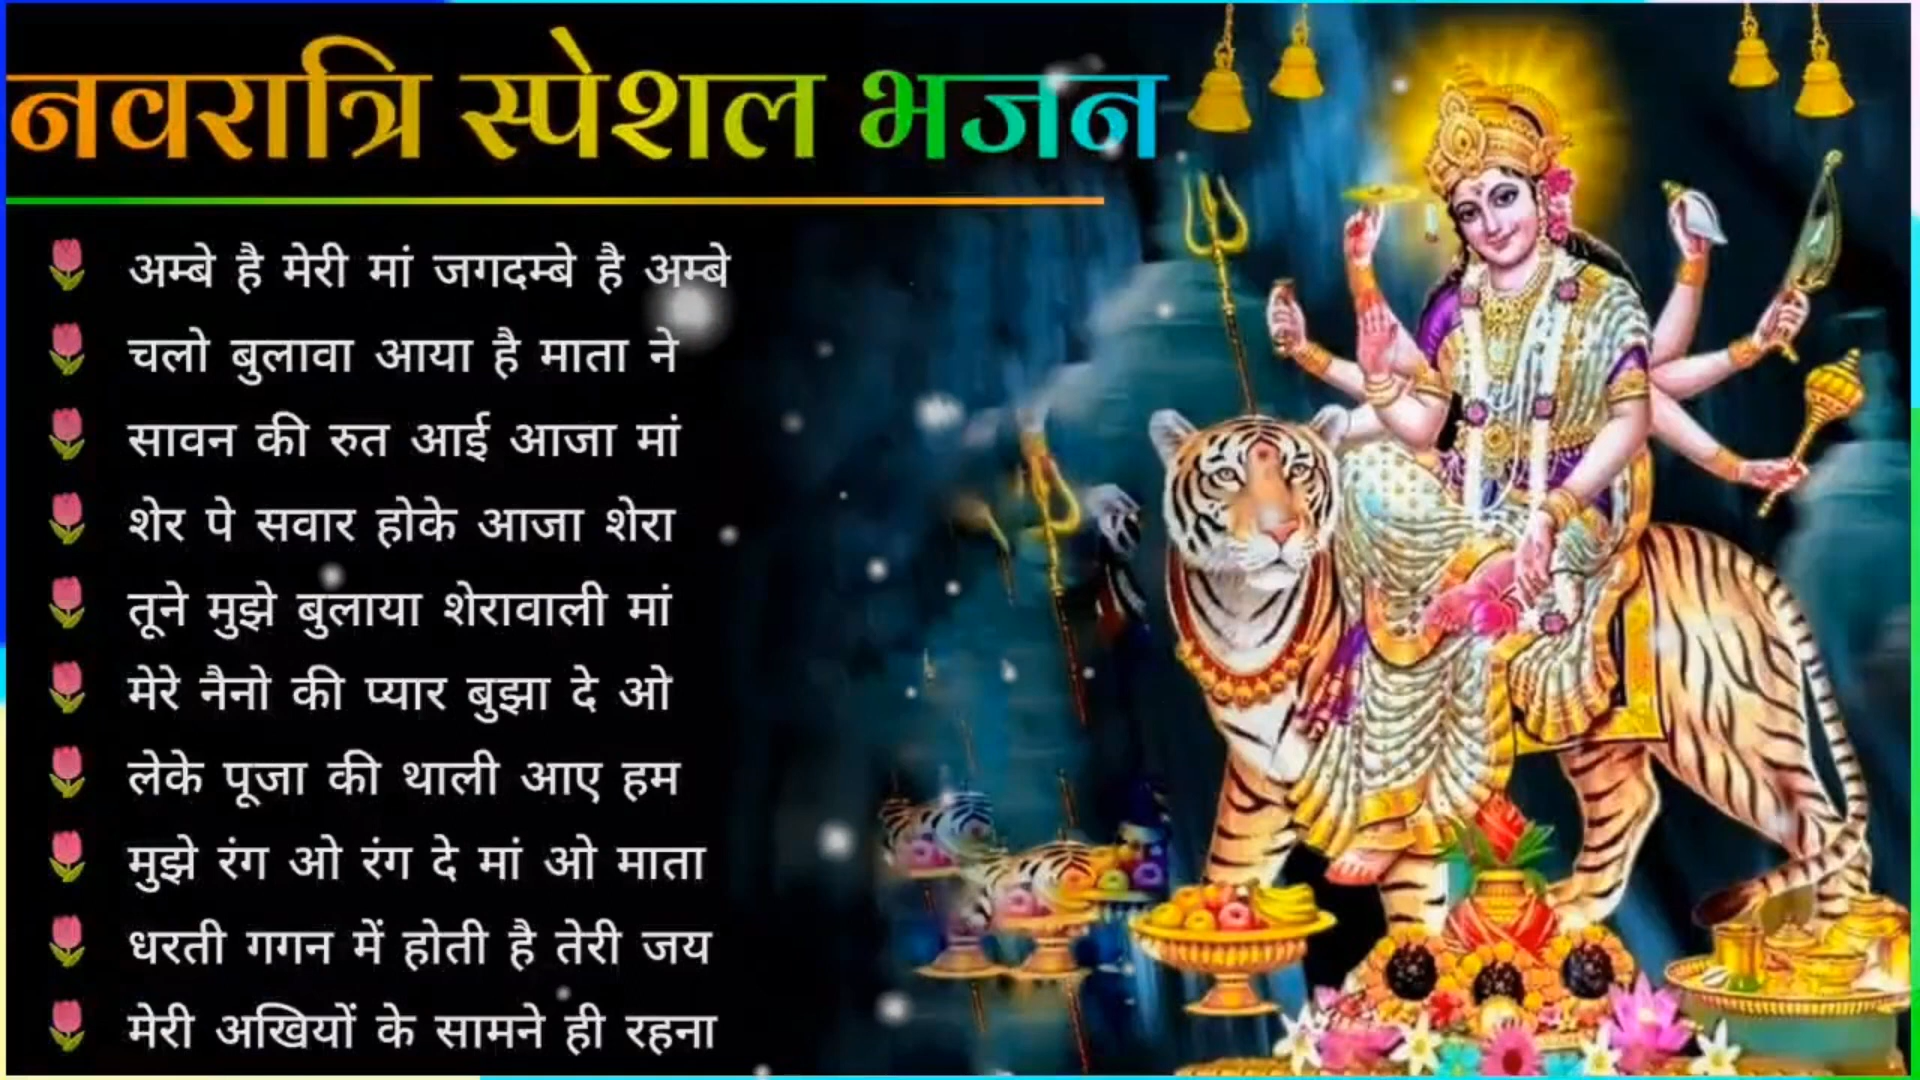 नवरात्रि स्पेशल भजन
अम्बे है मेरी मां जगदम्बे है अम्बे
चलो बुलावा आया है माता ने
सावन की रुत आई आजा मां
शेर पे सवार होके आजा शेरा
तूने मुझे बुलाया शेरावाली मां
मेरे नैनो की प्यार बुझा दे ओ
लेके पूजा की थाली आए हम
मुझे रंग ओ रंग दे मां ओ माता
धरती गगन में होती है तेरी जय
मेरी अखियों के सामने ही रहना